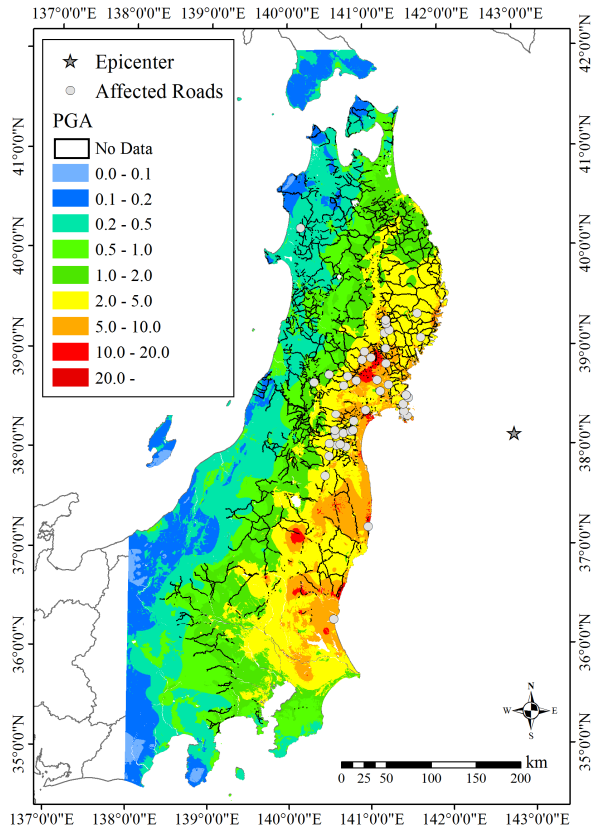 137°0'0"E 138°0'0"E 139°0'0"E 140°0'0"E 141°0'0"E 142°0'0"E 143°0'0"E
Epicenter
Affected Roads
PGA
No Data
0.0 - 0.1
0.1 - 0.2
0.2 - 0.5
0.5 - 1.0
1.0 - 2.0
2.0 - 5.0
5.0 - 10.0
10.0 - 20.0
20.0 -
41°0'0"N
40°0'0"N
39°0'0"N
38°0'0"N
37°0'0"N
36°0'0"N
35°0'0"N
42°0'0"N
41°0'0"N
40°0'0"N
39°0'0"N
38°0'0"N
37°0'0"N
36°0'0"N
35°0'0"N
N
W E
S
km
0 25 50 100 150 200
137°0'0"E 138°0'0"E 139°0'0"E 140°0'0"E 141°0'0"E 142°0'0"E 143°0'0"E